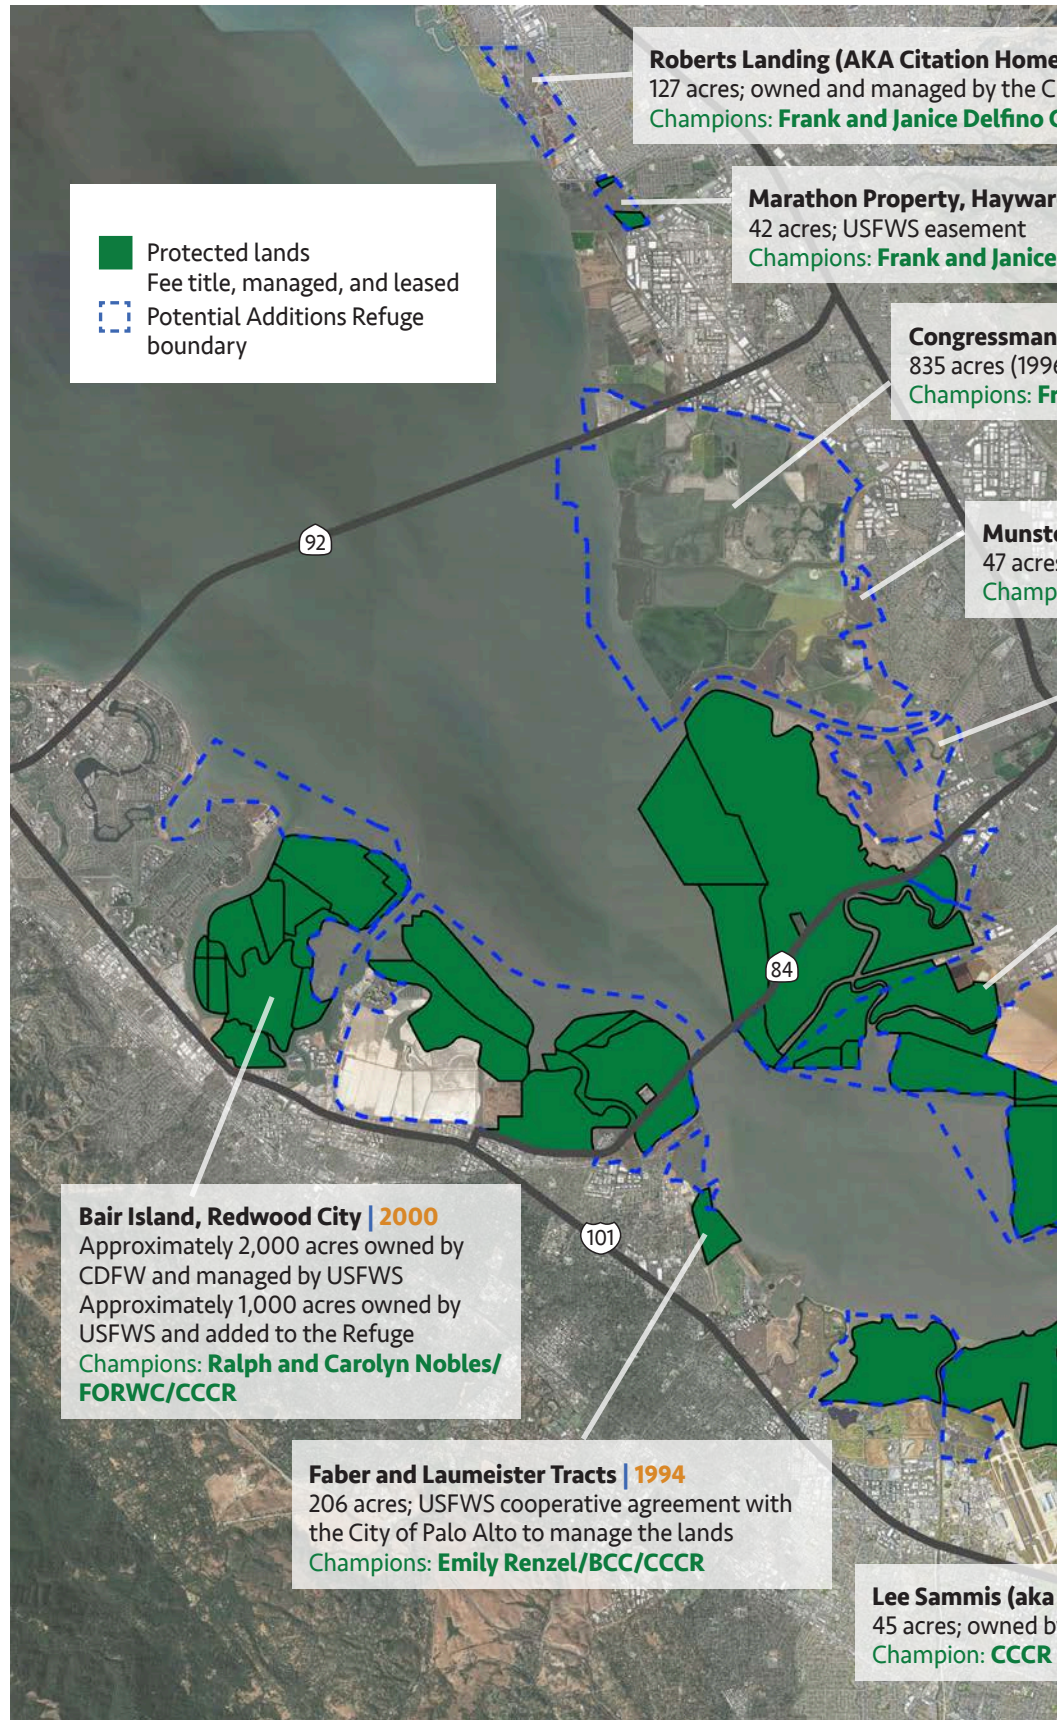 Roberts Landing (AKA Citation Home
127 acres; owned and managed by the C
Champions: Frank and Janice Delfino
Protected lands
Fee title, managed, and leased
Potential Additions Refuge
boundary
Marathon Property, Haywar
42 acres; USFWS easement
Champions: Frank and Janice
Congressman
835 acres (1996
Champions: Fr
92
Munste
47 acres
Champ
84
Bair Island, Redwood City | 2000
Approximately 2,000 acres owned by
CDFW and managed by USFWS
Approximately 1,000 acres owned by
USFWS and added to the Refuge
Champions: Ralph and Carolyn Nobles/
FORWC/CCCR
101
Faber and Laumeister Tracts | 1994
206 acres; USFWS cooperative agreement with
the City of Palo Alto to manage the lands
Champions: Emily Renzel/BCC/CCCR
Lee Sammis (aka
45 acres; owned b
Champion: CCCR